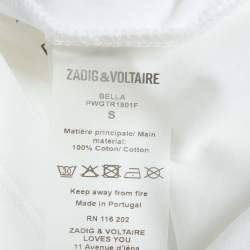 ZADIG & VOLTAIRE
BELLA
PWGTR1801F
S
Matière principale/ Main
material:
100% Coton/ Cotton
Keep away from fire
Made in Portugal
RN 116 202
ZADIG & VOLTAIRE
LOVES YOU
11 Avenue d'Iéna,